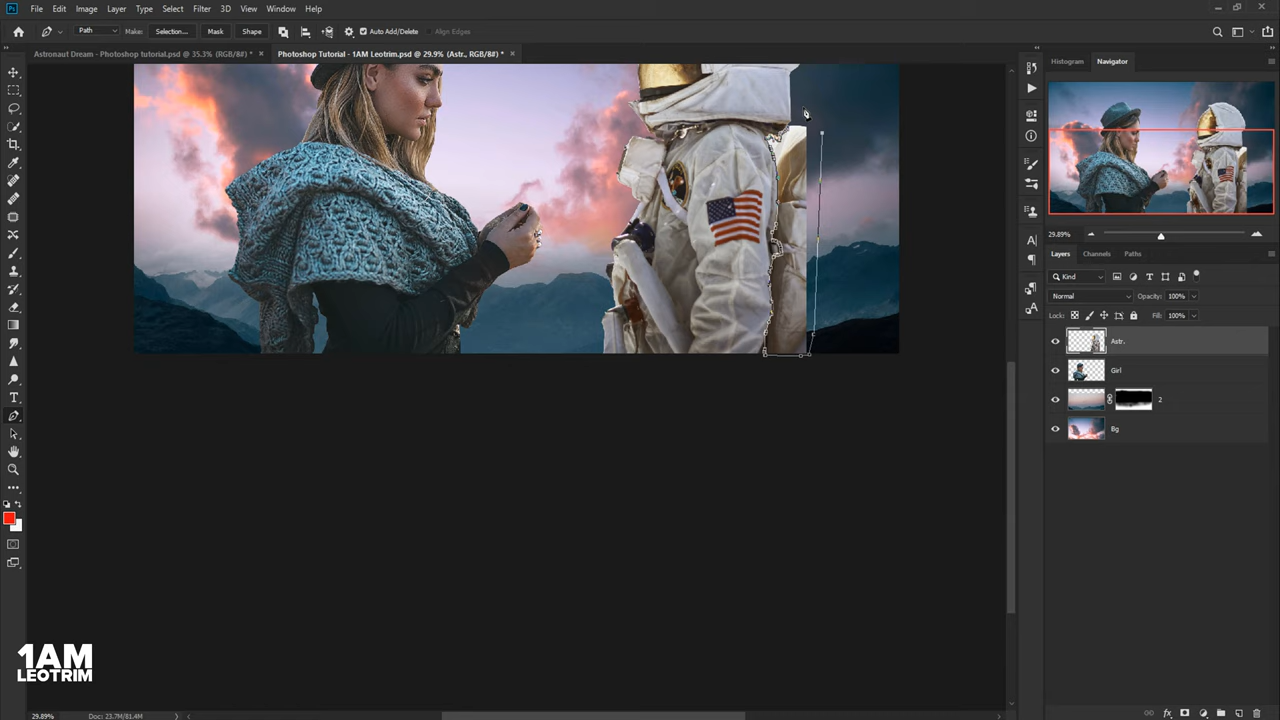 Ps File Edit Image Layer Type Select Filter 3D View Window Help
Path Make: Selection... Mask Shape Auto Add/Delete Align Edges
Astronaut Dream - Photoshop tutorial.psd @ 35.3% (RGB/8#) * × Photoshop Tutorial - 1AM Leotrim.psd @ 29.9% (Astr., RGB/8#) * ×
Histogram Navigator
29.89%
Layers Channels Paths
Kind
Normal Opacity: 100%
Lock: Fill: 100%
Astr.
Girl
2
Bg
1AM
LEOTRIM
29.89% Doc: 23.7M/81.4M